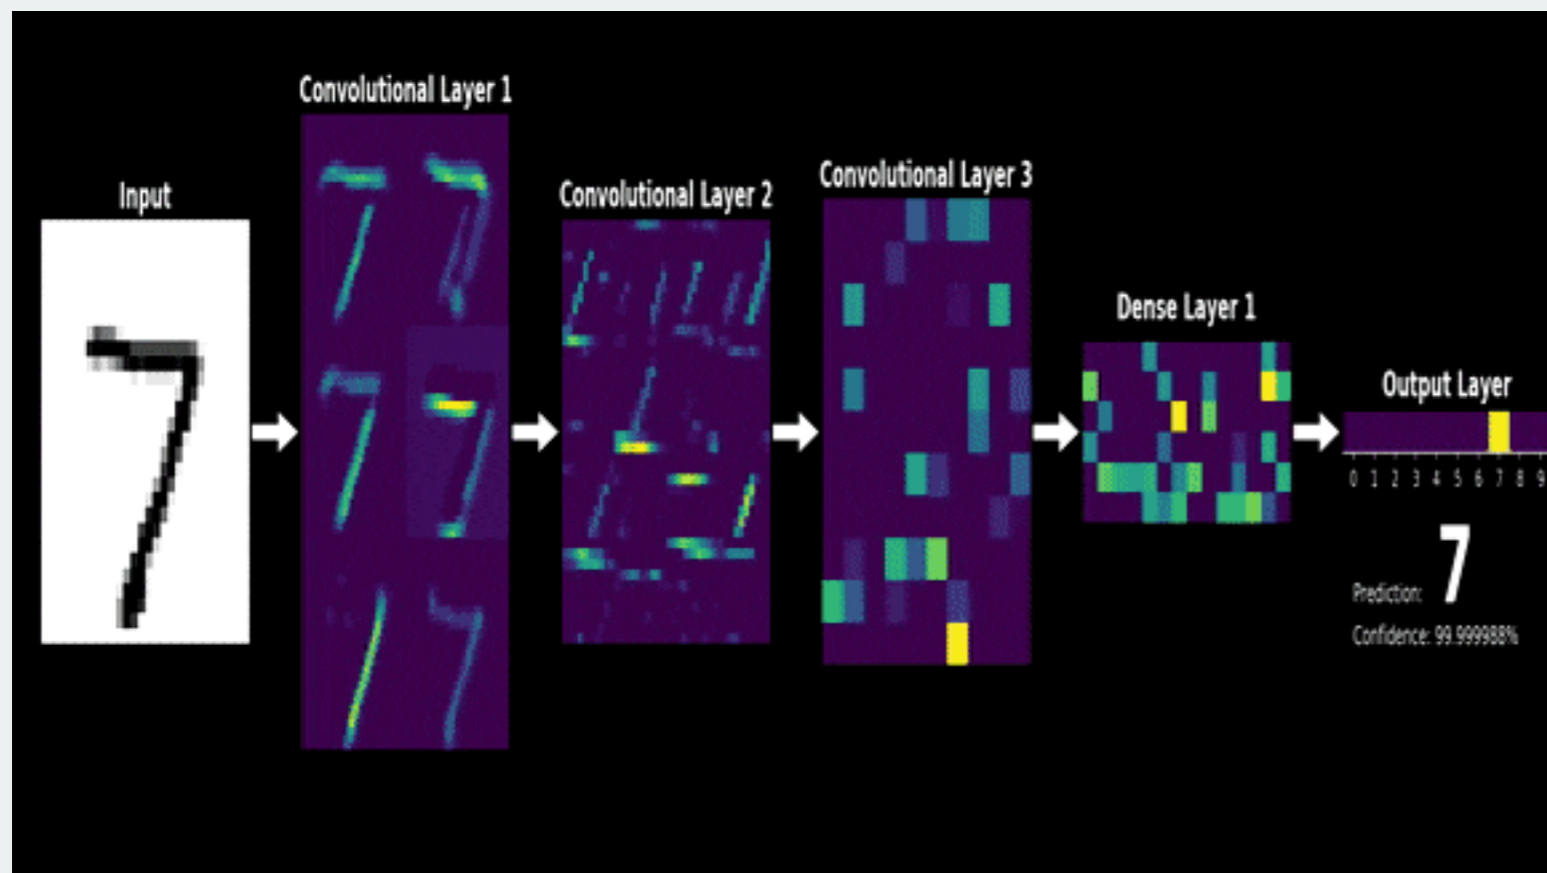 Input
Convolutional Layer 1
Convolutional Layer 2
Convolutional Layer 3
Dense Layer 1
Output Layer
0 1 2 3 4 5 6 7 8 9
Prediction: 7
Confidence: 99.999988%